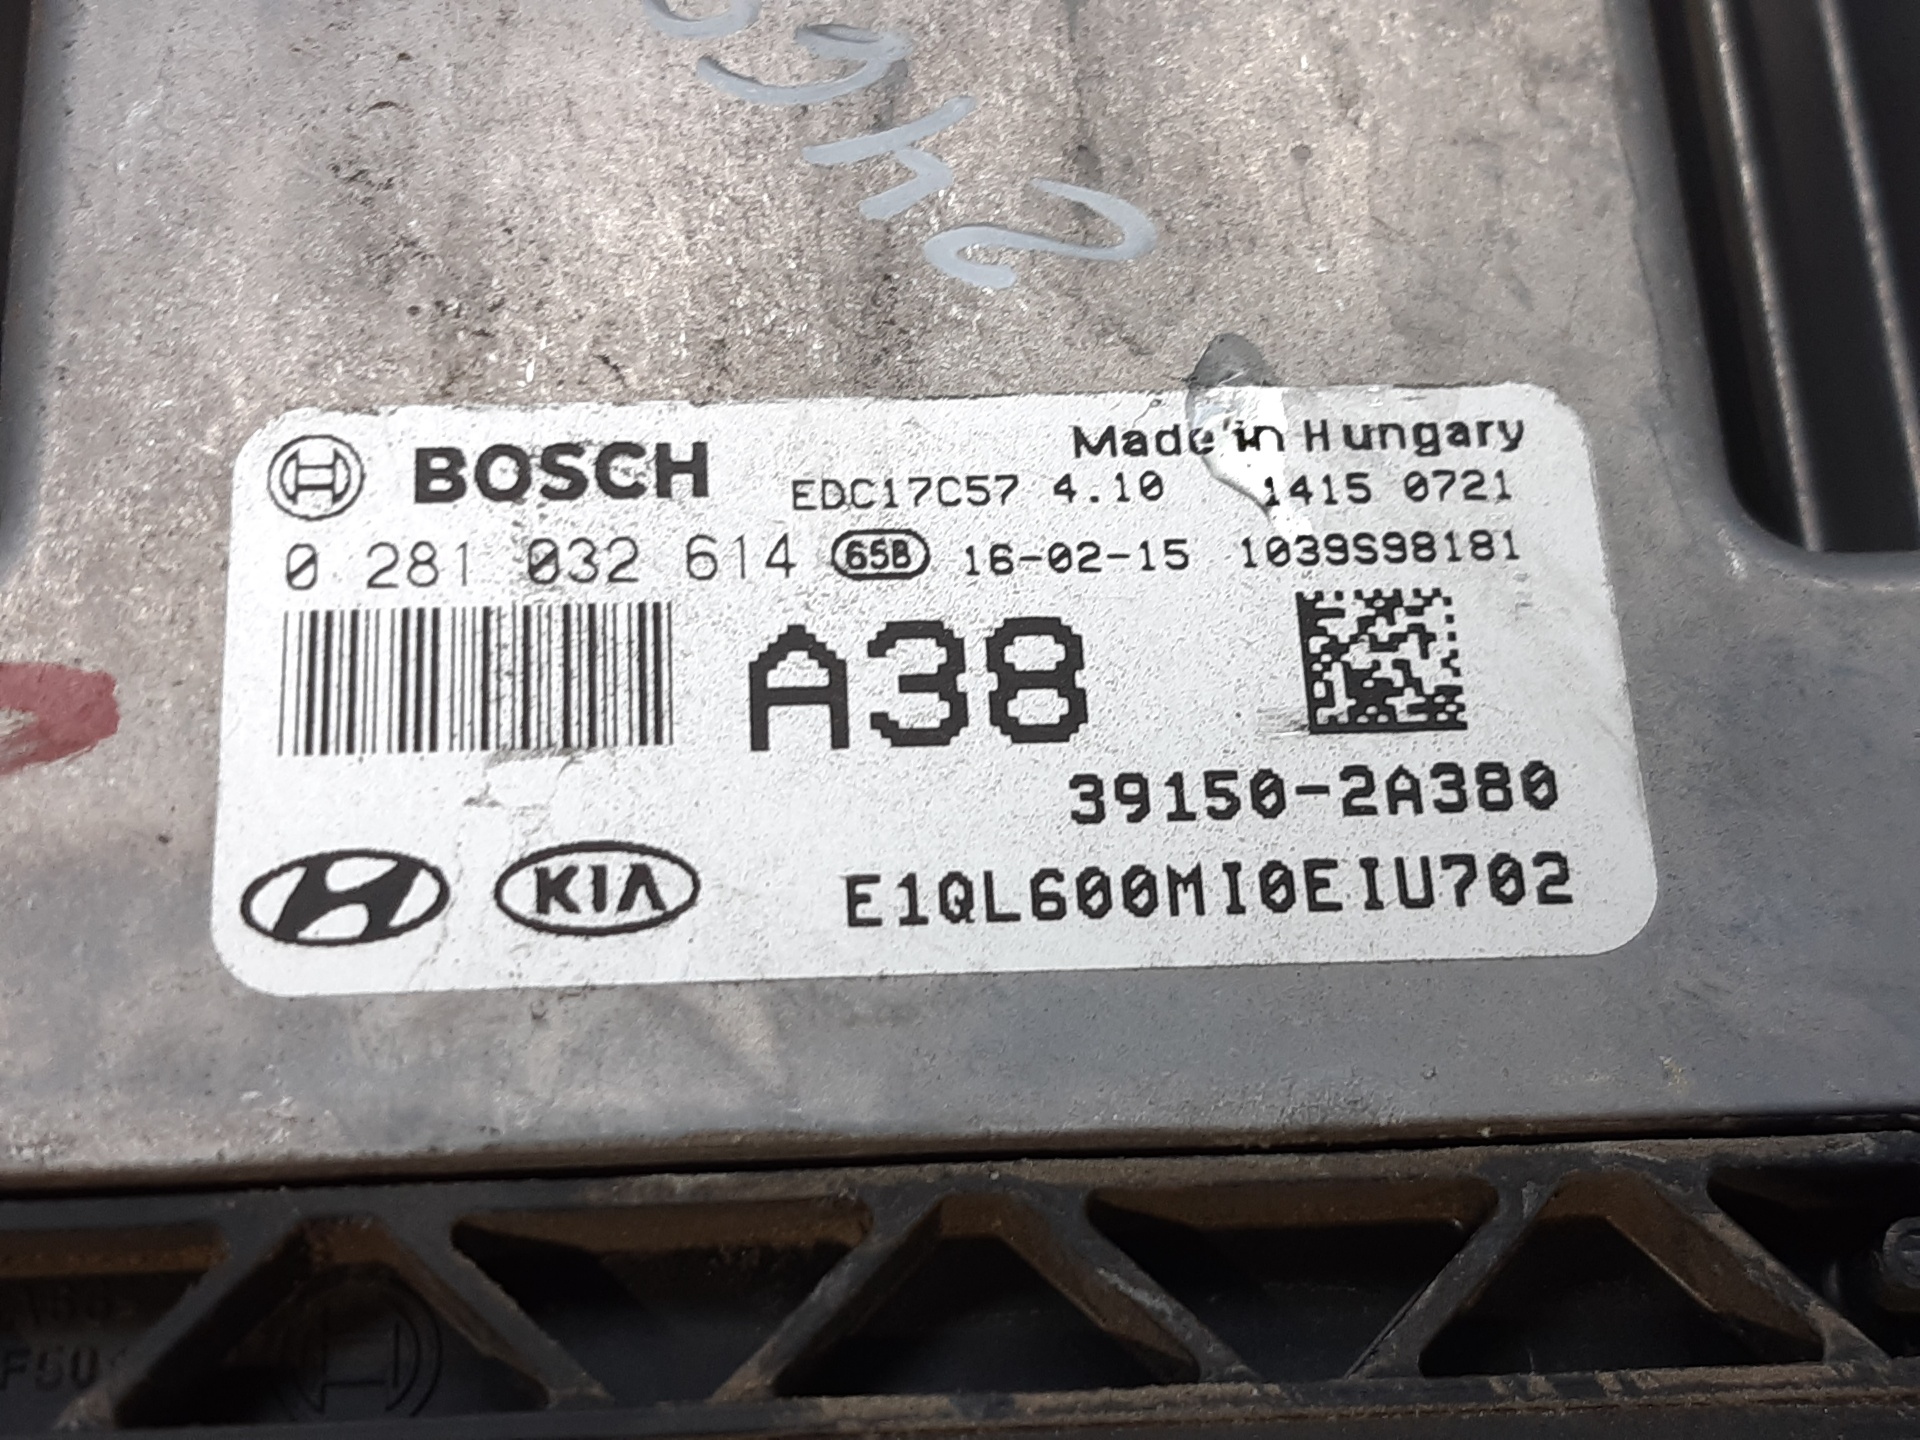 BOSCH
Made in Hungary
EDC17C57 4.10 1415 0721
0 281 032 614 65B 16-02-15 1039S98181
A38
39150-2A380
KIA E1QL600MI0EIU702